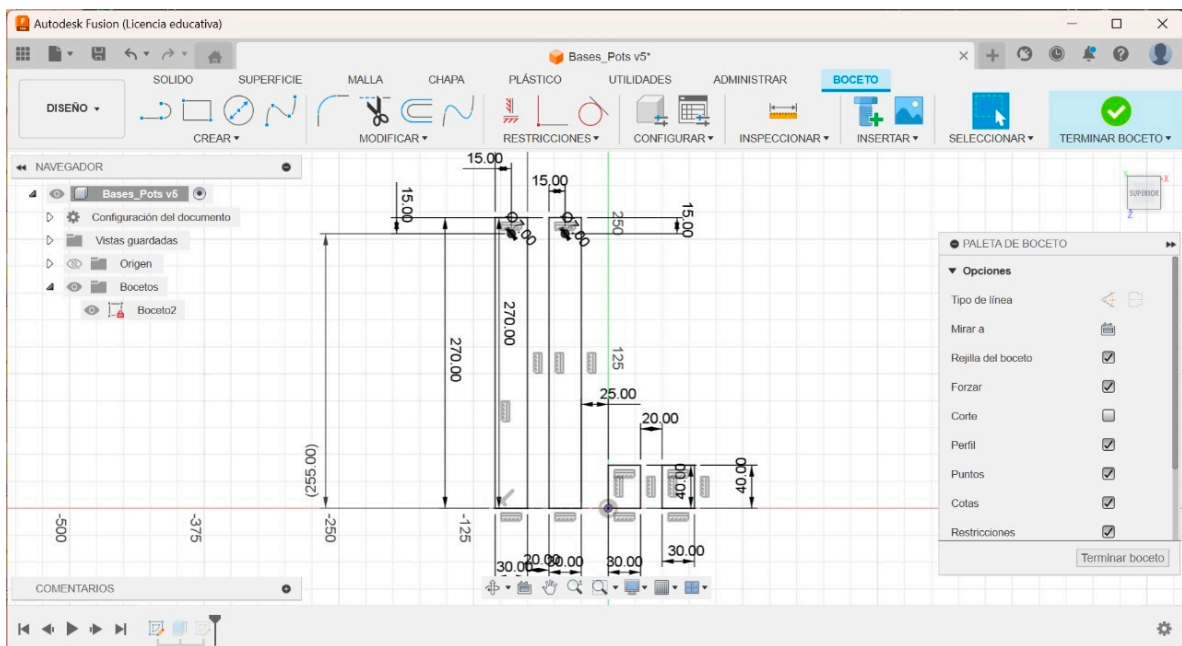 Autodesk Fusion (Licencia educativa)
Bases_Pots v5*
DISEÑO
SOLIDO SUPERFICIE MALLA CHAPA PLÁSTICO UTILIDADES ADMINISTRAR BOCETO
CREAR MODIFICAR RESTRICCIONES CONFIGURAR INSPECCIONAR INSERTAR SELECCIONAR TERMINAR BOCETO
NAVEGADOR
Bases_Pots v5
Configuración del documento
Vistas guardadas
Origen
Bocetos
Boceto2
15.00
15.00
15.00
15.00
250
270.00
270.00
125
25.00
20.00
(255.00)
40.00
40.00
-500
-375
-250
-125
30.00
20.00
30.00
30.00
30.00
SUPERIOR
X
Z
PALETA DE BOCETO
Opciones
Tipo de línea
Mirar a
Rejilla del boceto
Forzar
Corte
Perfil
Puntos
Cotas
Restricciones
Terminar boceto
COMENTARIOS